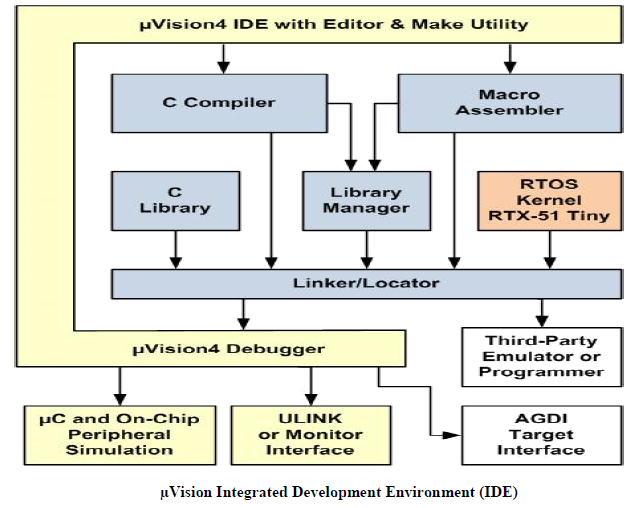 µVision4 IDE with Editor & Make Utility
C Compiler
Macro
Assembler
C
Library
Library
Manager
RTOS
Kernel
RTX-51 Tiny
Linker/Locator
µVision4 Debugger
Third-Party
Emulator or
Programmer
µC and On-Chip
Peripheral
Simulation
ULINK
or Monitor
Interface
AGDI
Target
Interface
µVision Integrated Development Environment (IDE)